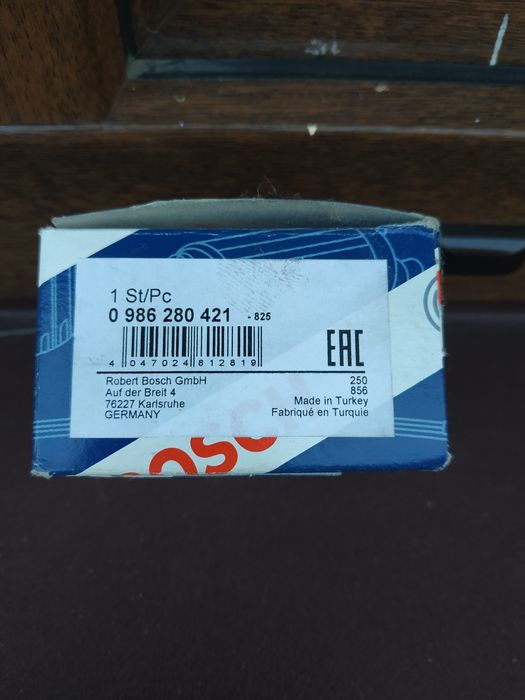 1 St/Pc
0 986 280 421 - 825
4 047024 812819
EAC
Robert Bosch GmbH 250
Auf der Breit 4 856
76227 Karlsruhe Made in Turkey
GERMANY Fabriqué en Turquie
BOSCH